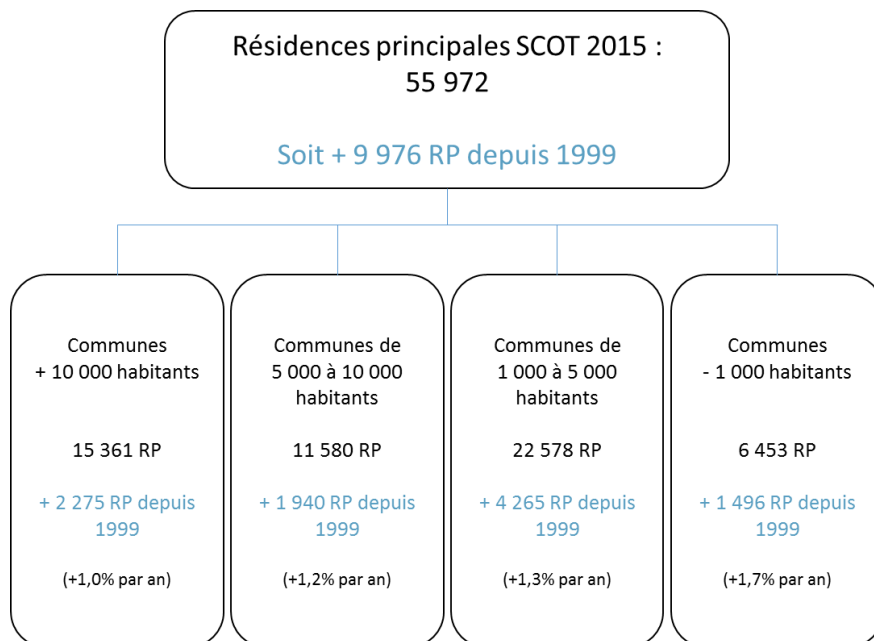 Résidences principales SCOT 2015 :
55 972
Soit + 9 976 RP depuis 1999
Communes
+ 10 000 habitants
15 361 RP
+ 2 275 RP depuis
1999
(+1,0% par an)
Communes de
5 000 à 10 000
habitants
11 580 RP
+ 1 940 RP depuis
1999
(+1,2% par an)
Communes de
1 000 à 5 000
habitants
22 578 RP
+ 4 265 RP depuis
1999
(+1,3% par an)
Communes
- 1 000 habitants
6 453 RP
+ 1 496 RP depuis
1999
(+1,7% par an)